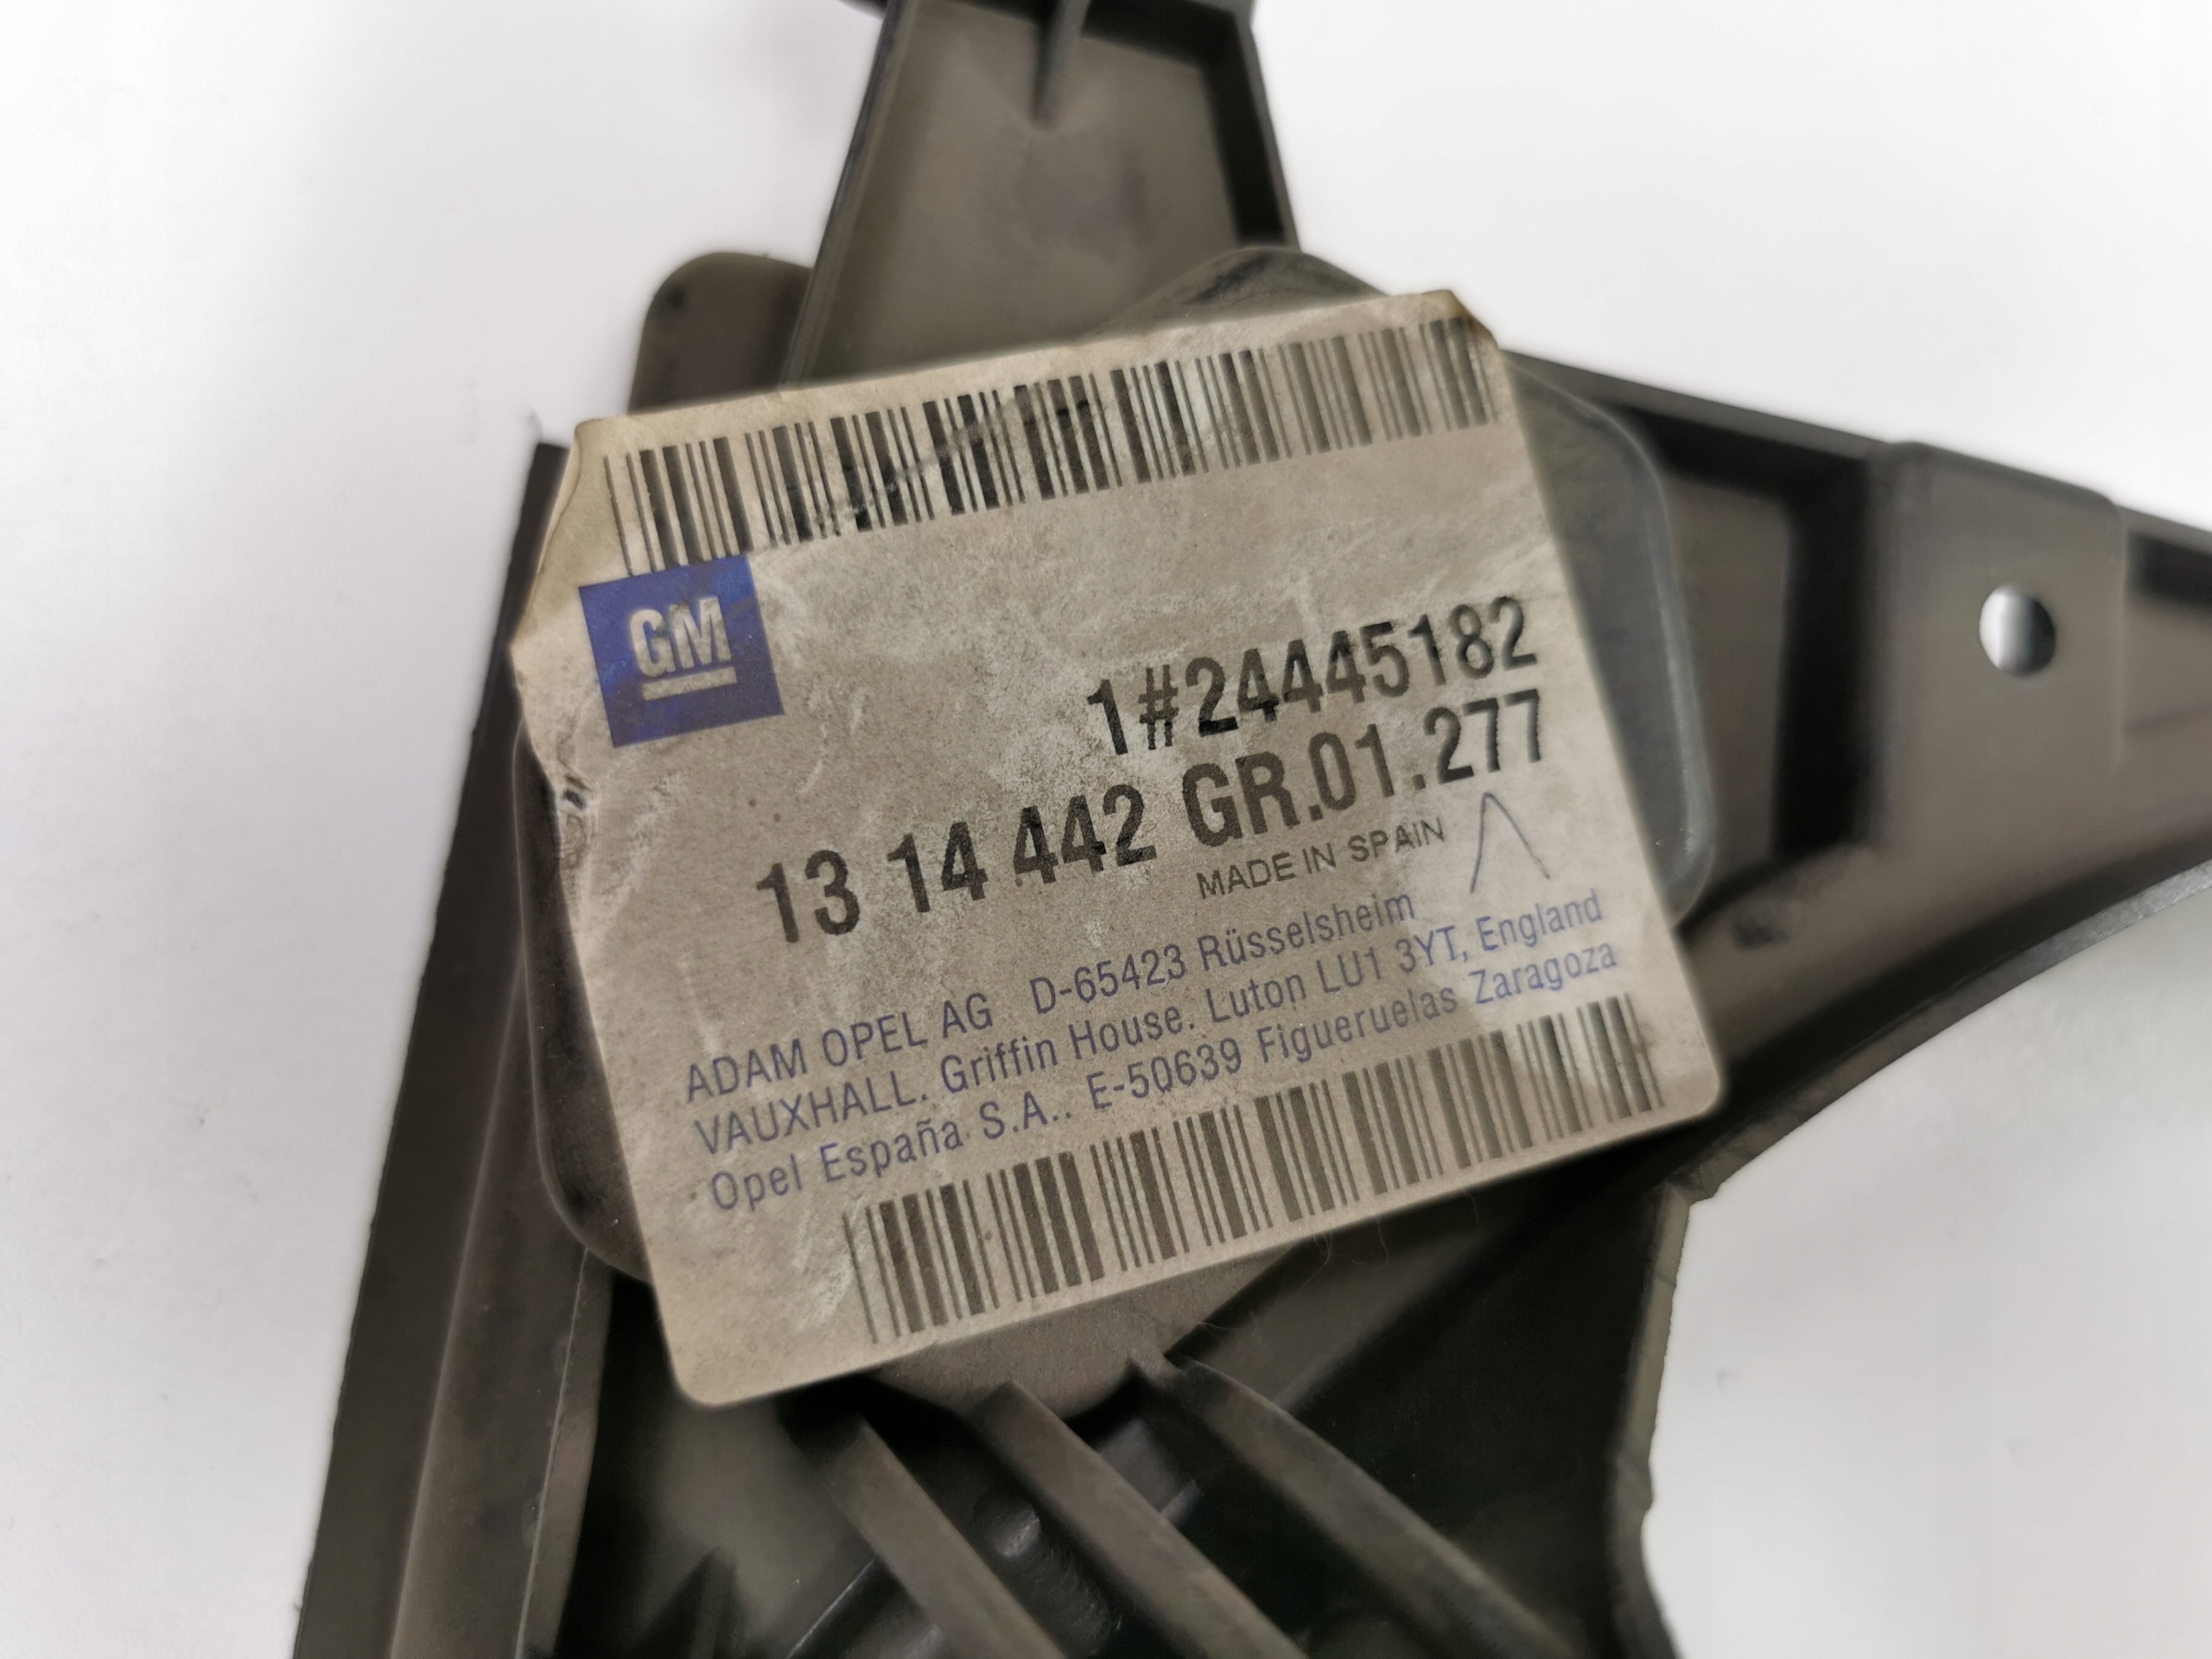 GM
1#24445182
13 14 442 GR.01.277
MADE IN SPAIN
ADAM OPEL AG D-65423 Rüsselsheim
VAUXHALL. Griffin House. Luton LU1 3YT, England
Opel España S.A.. E-50639 Figueruelas Zaragoza